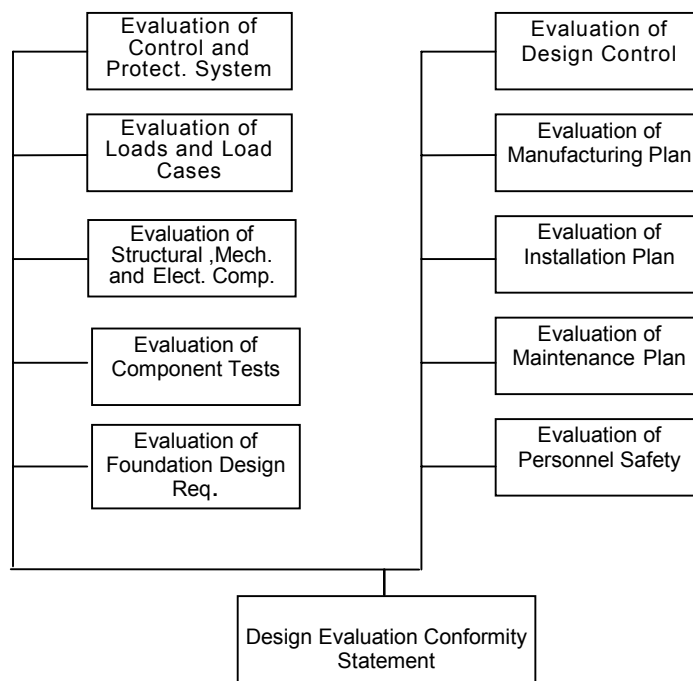 Evaluation of
Control and
Protect. System
Evaluation of
Loads and Load
Cases
Evaluation of
Structural ,Mech.
and Elect. Comp.
Evaluation of
Component Tests
Evaluation of
Foundation Design
Req.
Evaluation of
Design Control
Evaluation of
Manufacturing Plan
Evaluation of
Installation Plan
Evaluation of
Maintenance Plan
Evaluation of
Personnel Safety
Design Evaluation Conformity
Statement